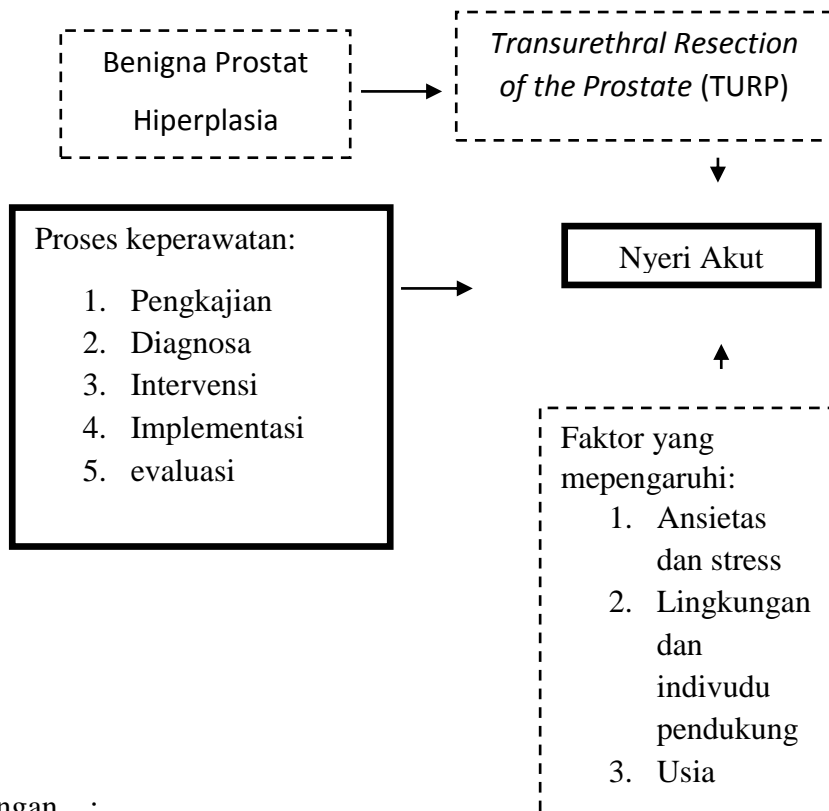 Benigna Prostat
Hiperplasia
Transurethral Resection
of the Prostate (TURP)
Proses keperawatan:
1. Pengkajian
2. Diagnosa
3. Intervensi
4. Implementasi
5. evaluasi
Nyeri Akut
Faktor yang
mepengaruhi:
1. Ansietas
dan stress
2. Lingkungan
dan
indivudu
pendukung
3. Usia